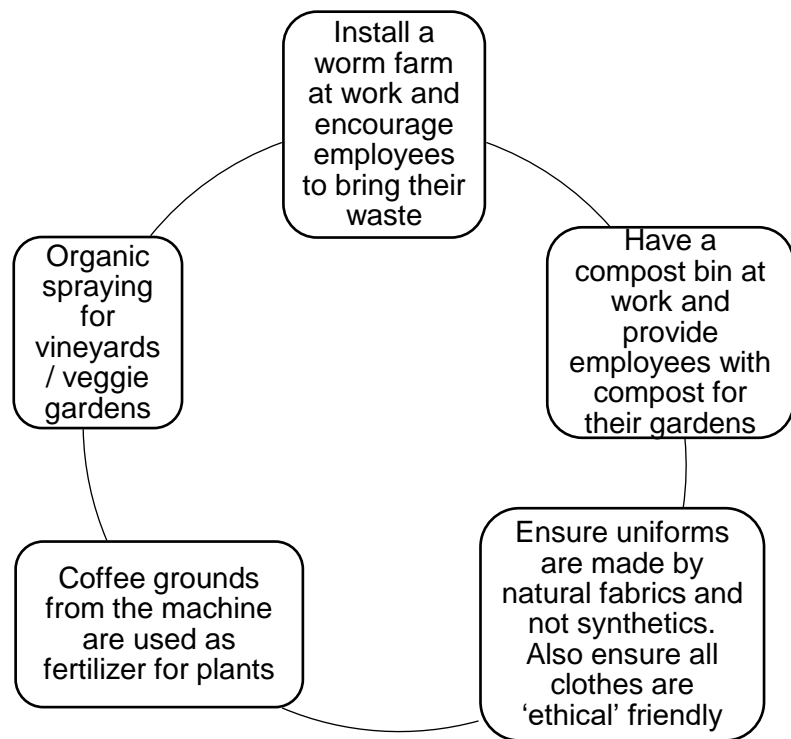 Install a
worm farm
at work and
encourage
employees
to bring their
waste
Have a
compost bin at
work and
provide
employees with
compost for
their gardens
Ensure uniforms
are made by
natural fabrics and
not synthetics.
Also ensure all
clothes are
‘ethical’ friendly
Coffee grounds
from the machine
are used as
fertilizer for plants
Organic
spraying
for
vineyards
/ veggie
gardens